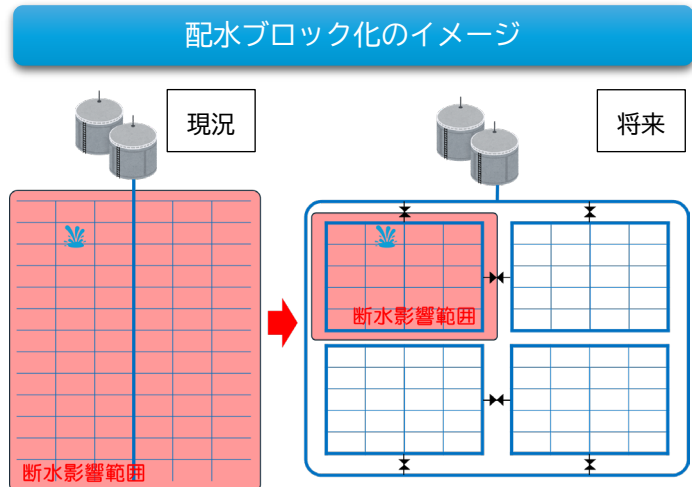 配水ブロック化のイメージ
現況
将来
断水影響範囲
断水影響範囲